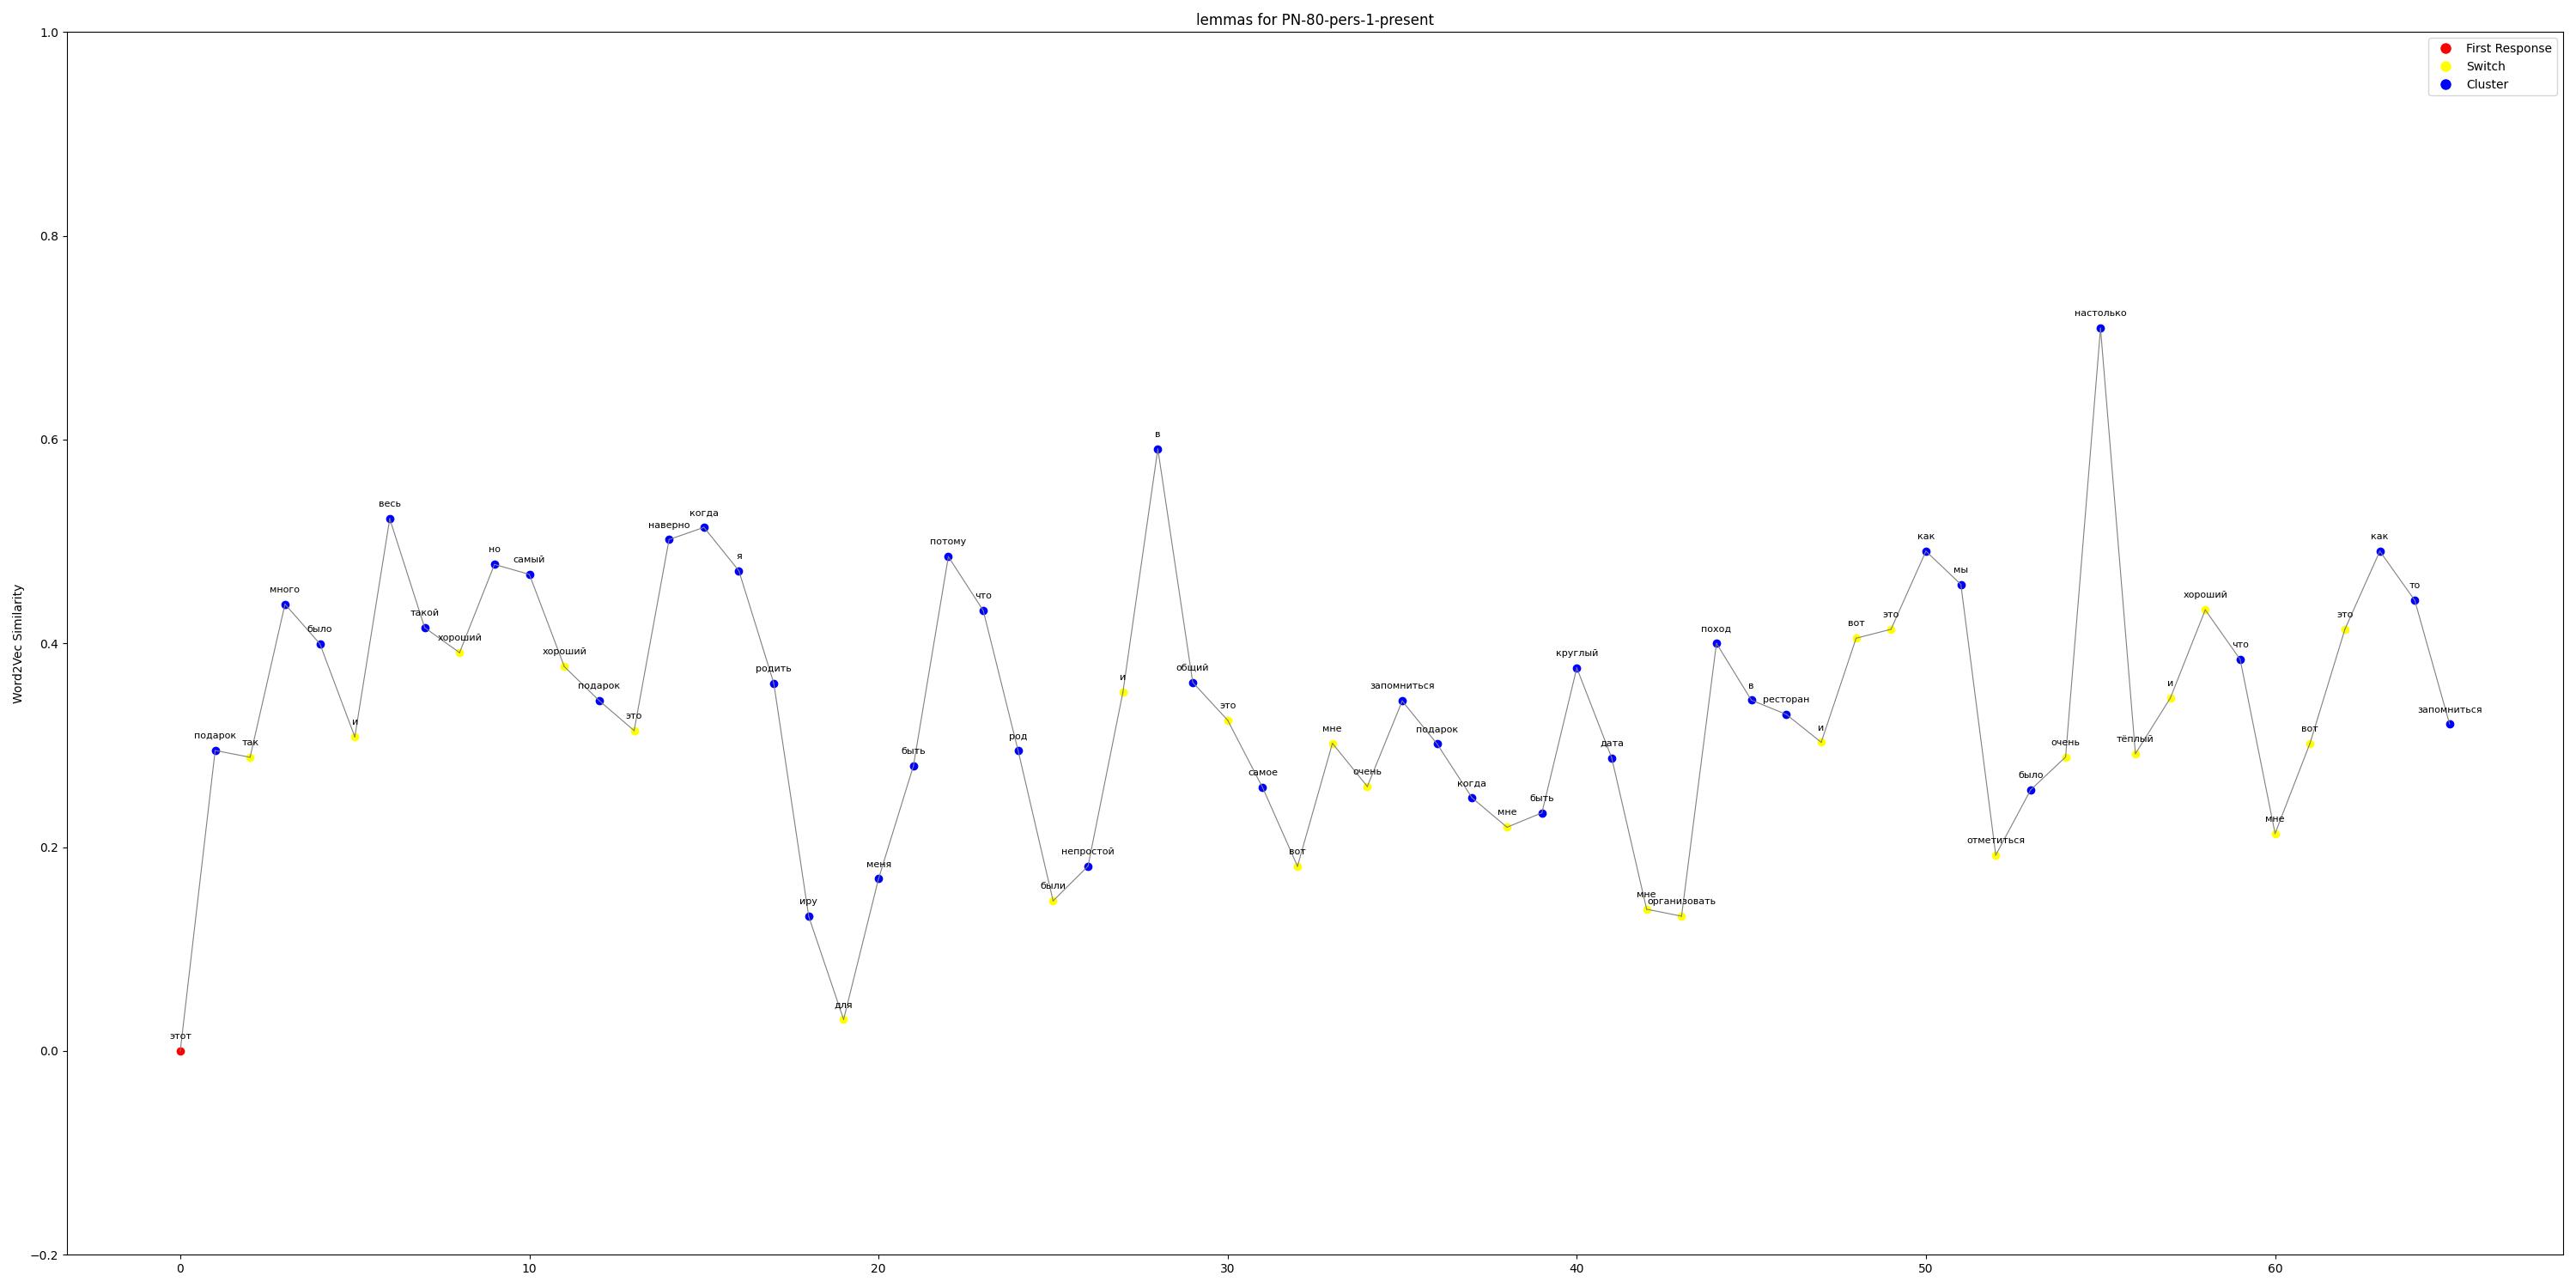 lemmas for PN-80-pers-1-present
First Response
Switch
Cluster
Word2Vec Similarity
1.0
0.8
0.6
0.4
0.2
0.0
−0.2
этот
подарок
так
много
было
и
весь
такой
хороший
но
самый
хороший
подарок
это
наверно
когда
я
родить
иру
для
меня
быть
потому
что
род
были
непростой
и
в
общий
это
самое
вот
мне
очень
запомниться
подарок
когда
мне
быть
круглый
дата
мне
организовать
поход
в
ресторан
и
вот
это
как
мы
отметиться
было
очень
настолько
тёплый
и
хороший
что
мне
вот
это
как
то
запомниться
0 10 20 30 40 50 60